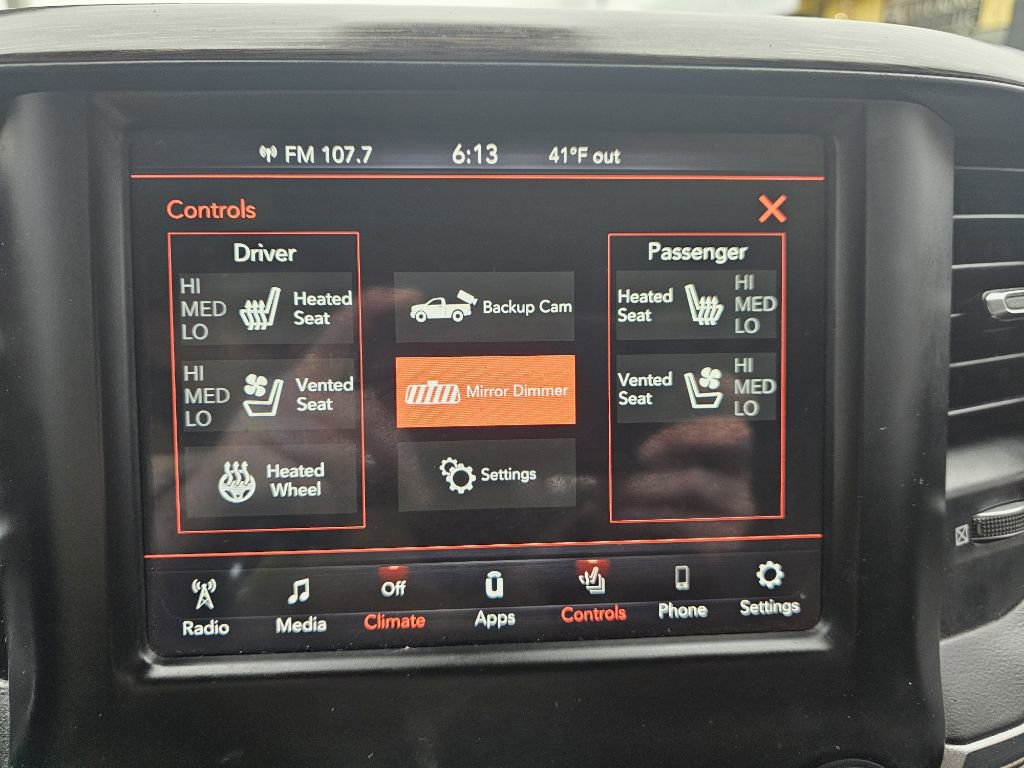 FM 107.7 6:13 41°F out
Controls
Driver
HI
MED
LO
Heated
Seat
HI
MED
LO
Vented
Seat
Heated
Wheel
Backup Cam
Mirror Dimmer
Settings
Passenger
Heated
Seat
HI
MED
LO
Vented
Seat
HI
MED
LO
Radio
Media
Off
Climate
Apps
Controls
Phone
Settings